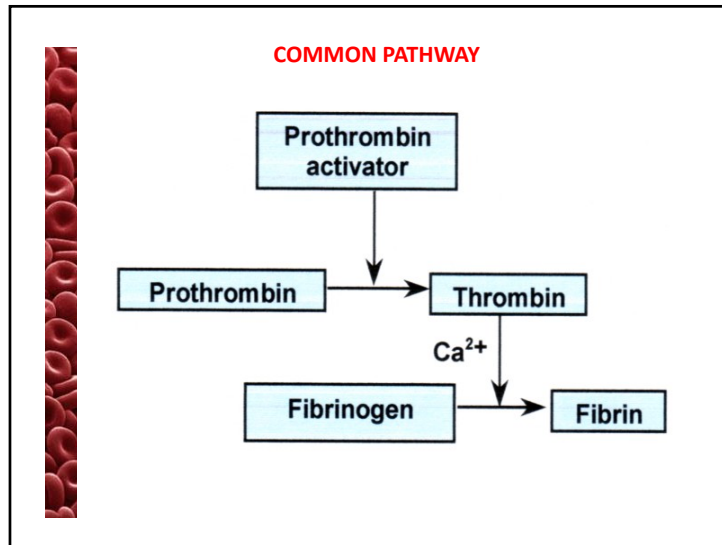 COMMON PATHWAY
Prothrombin
activator
Prothrombin
Thrombin
Ca²⁺
Fibrinogen
Fibrin